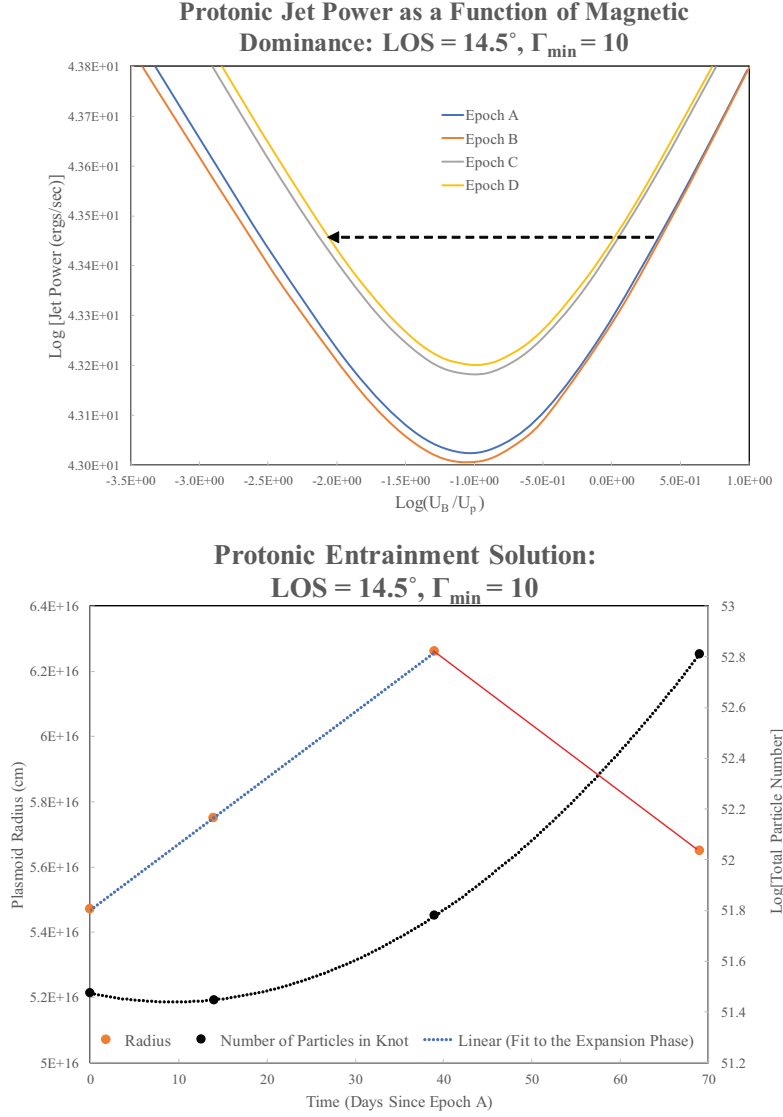 Protonic Jet Power as a Function of Magnetic
Dominance: LOS = 14.5°, Γmin = 10
4.38E+01
4.37E+01
4.36E+01
4.35E+01
4.34E+01
4.33E+01
4.32E+01
4.31E+01
4.30E+01
Log [Jet Power (ergs/sec)]
Epoch A
Epoch B
Epoch C
Epoch D
-3.5E+00 -3.0E+00 -2.5E+00 -2.0E+00 -1.5E+00 -1.0E+00 -5.0E-01 0.0E+00 5.0E-01 1.0E+00
Log(UB/Up)
Protonic Entrainment Solution:
LOS = 14.5°, Γmin = 10
6.4E+16
6.2E+16
6E+16
5.8E+16
5.6E+16
5.4E+16
5.2E+16
5E+16
Plasmoid Radius (cm)
53
52.8
52.6
52.4
52.2
52
51.8
51.6
51.4
51.2
Log[Total Particle Number]
Radius
Number of Particles in Knot
Linear (Fit to the Expansion Phase)
0 10 20 30 40 50 60 70
Time (Days Since Epoch A)